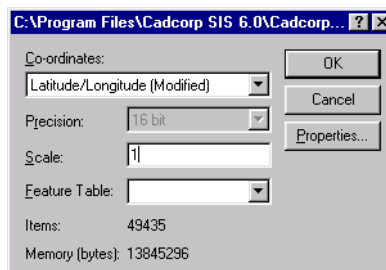 C:\Program Files\Cadcorp SIS 6.0\Cadcorp... ? X
Co-ordinates:
Latitude/Longitude (Modified)
OK
Cancel
Precision: 16 bit
Properties...
Scale: 1
Feature Table:
Items: 49435
Memory (bytes): 13845296